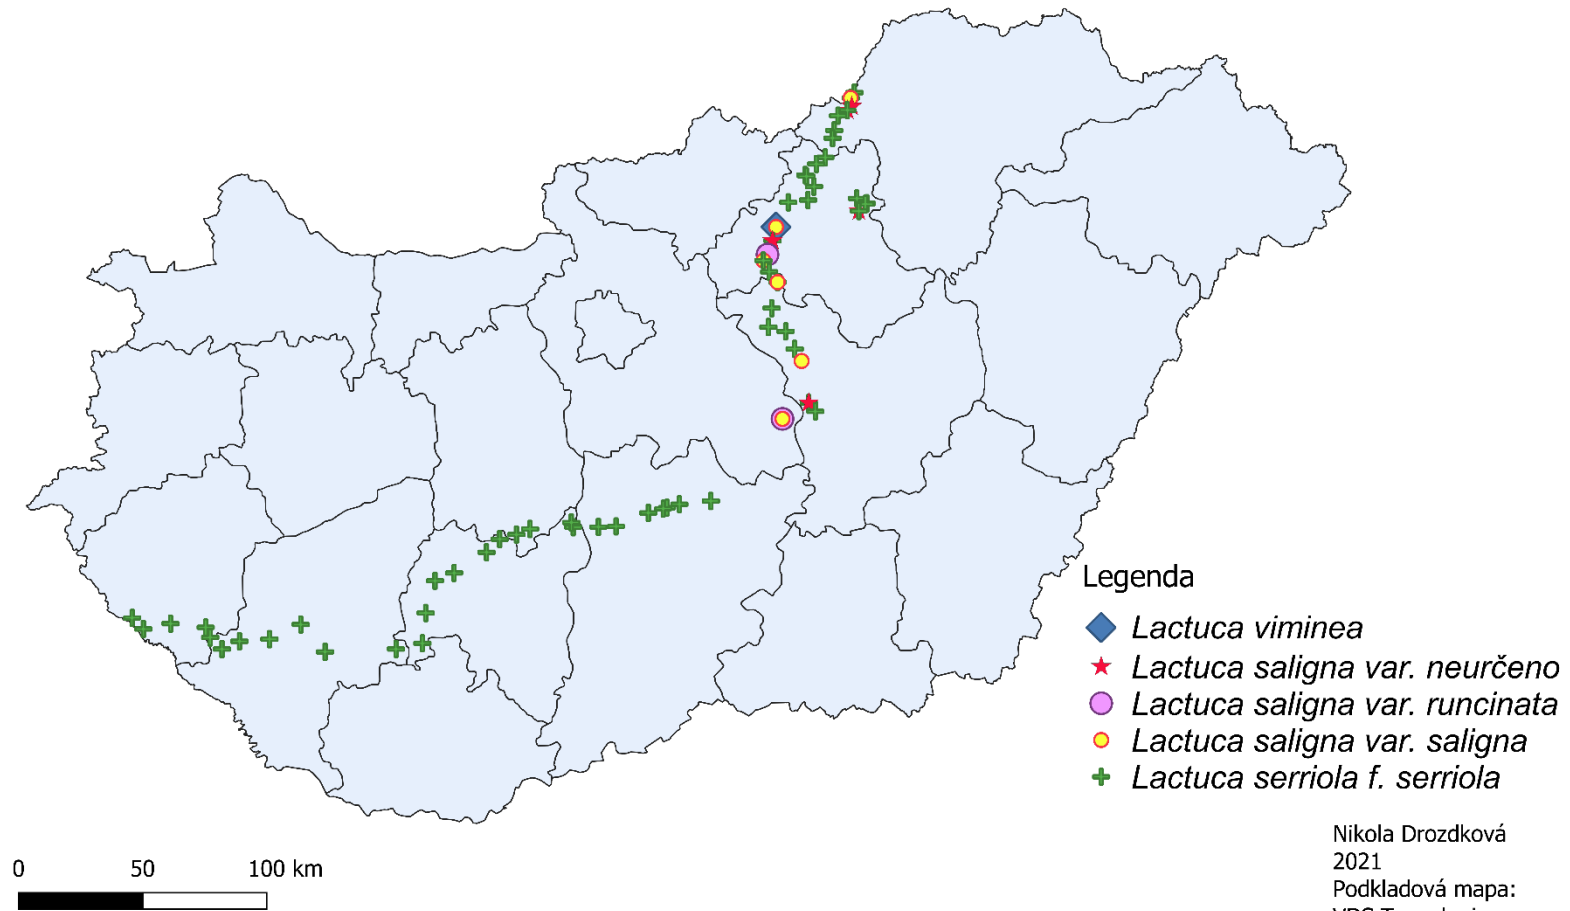 Legenda
Lactuca viminea
Lactuca saligna var. neurčeno
Lactuca saligna var. runcinata
Lactuca saligna var. saligna
Lactuca serriola f. serriola
0 50 100 km
Nikola Drozdková
2021
Podkladová mapa: